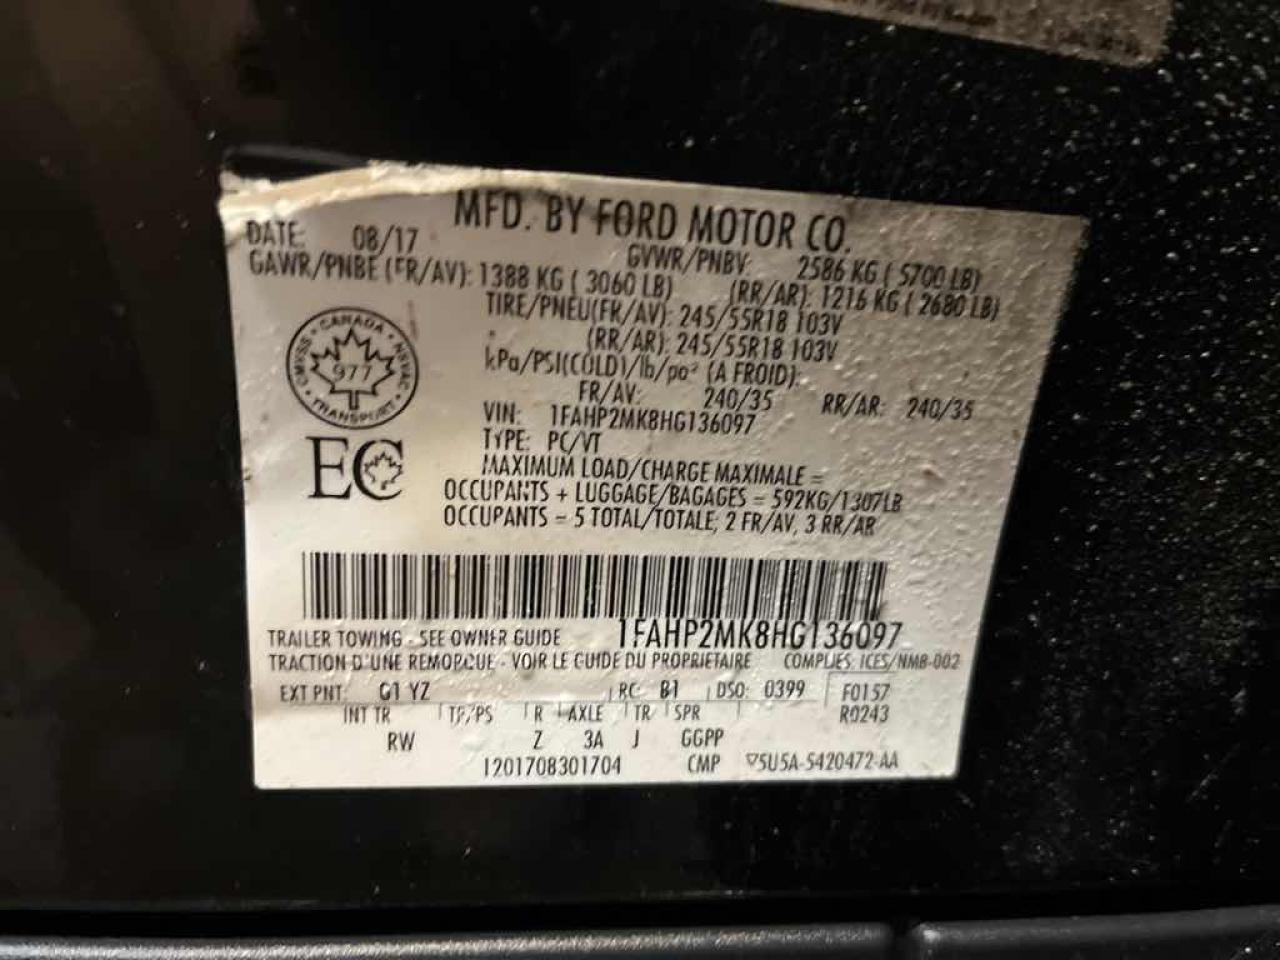 MFD. BY FORD MOTOR CO.
DATE: 08/17 GVWR/PNBV: 2586 KG ( 5700 LB)
GAWR/PNBE (FR/AV): 1388 KG ( 3060 LB) (RR/AR): 1216 KG ( 2680 LB)
TIRE/PNEU(FR/AV): 245/55R18 103V
(RR/AR): 245/55R18 103V
kPa/PSI(COLD)/lb/po² (A FROID):
FR/AV: 240/35 RR/AR: 240/35
VIN: 1FAHP2MK8HG136097
TYPE: PC/VT
MAXIMUM LOAD/CHARGE MAXIMALE =
OCCUPANTS + LUGGAGE/BAGAGES = 592KG/1307LB
OCCUPANTS = 5 TOTAL/TOTALE; 2 FR/AV, 3 RR/AR
CANADA
CMVSS NSVAC
977
TRANSPORT
EC
1FAHP2MK8HG136097
TRAILER TOWING - SEE OWNER GUIDE
TRACTION D'UNE REMORQUE - VOIR LE GUIDE DU PROPRIETAIRE COMPLIES: ICES/NMB-002
EXT PNT: G1 YZ RC: B1 DSO: 0399 F0157
INT TR TP/PS R AXLE TR SPR R0243
RW Z 3A J GGPP
1201708301704 CMP ▽5U5A-5420472-AA